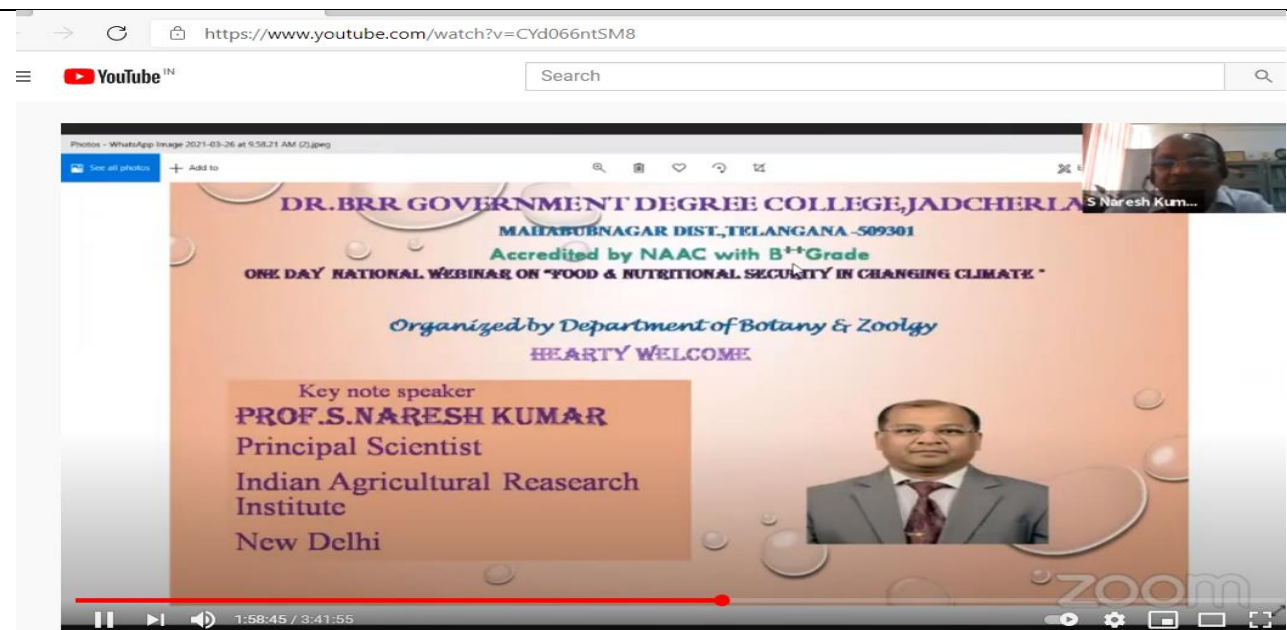 https://www.youtube.com/watch?v=CYd066ntSM8
YouTube IN
Search
Photos - WhatsApp Image 2021-03-26 at 9.58.21 AM (2).jpeg
See all photos
+ Add to
S Naresh Kum...
DR.BRR GOVERNMENT DEGREE COLLEGE,JADCHERLA
MAHABUBNAGAR DIST.,TELANGANA -509301
Accredited by NAAC with B++Grade
ONE DAY NATIONAL WEBINAR ON "FOOD & NUTRITIONAL SECURITY IN CHANGING CLIMATE "
Organized by Department of Botany & Zoolgy
HEARTY WELCOME
Key note speaker
PROF.S.NARESH KUMAR
Principal Scientist
Indian Agricultural Reasearch
Institute
New Delhi
zoom
1:58:45 / 3:41:55